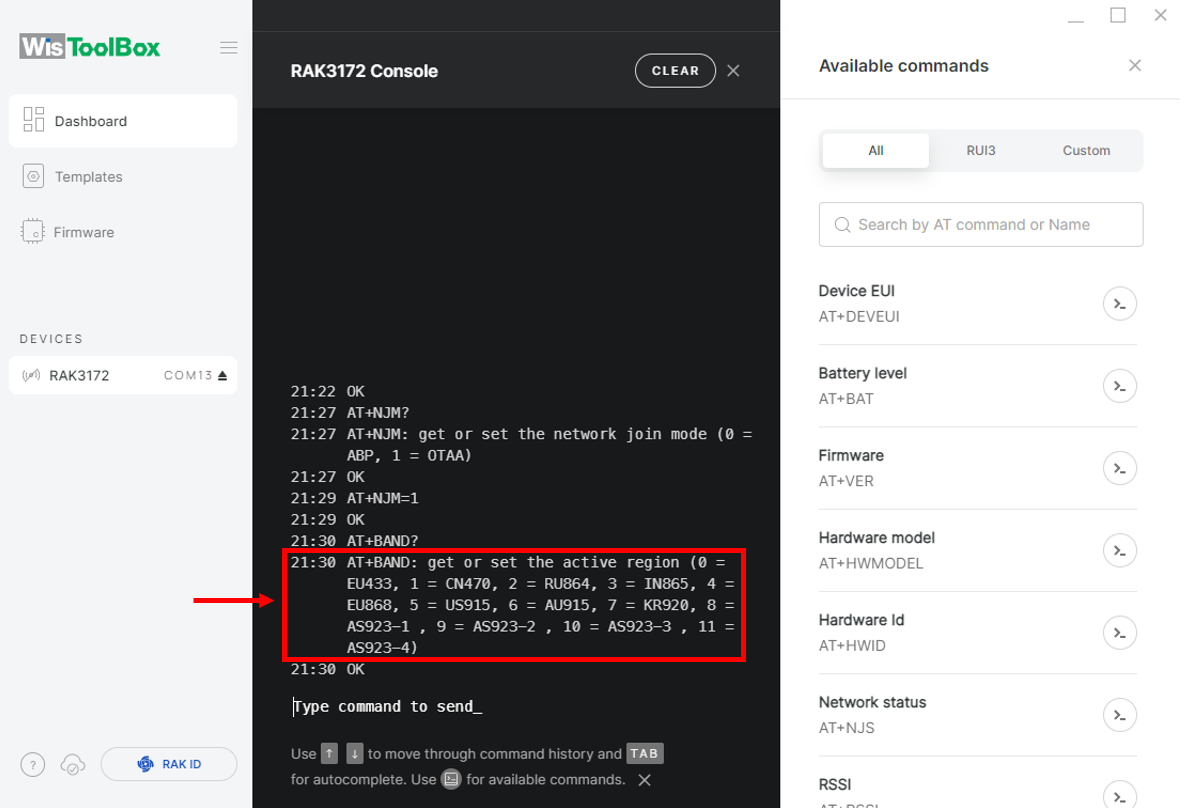 WisToolBox
Dashboard
Templates
Firmware
DEVICES
RAK3172 COM13
?
RAK ID
RAK3172 Console
CLEAR
21:22 OK
21:27 AT+NJM?
21:27 AT+NJM: get or set the network join mode (0 =
ABP, 1 = OTAA)
21:27 OK
21:29 AT+NJM=1
21:29 OK
21:30 AT+BAND?
21:30 AT+BAND: get or set the active region (0 =
EU433, 1 = CN470, 2 = RU864, 3 = IN865, 4 =
EU868, 5 = US915, 6 = AU915, 7 = KR920, 8 =
AS923-1 , 9 = AS923-2 , 10 = AS923-3 , 11 =
AS923-4)
21:30 OK
Type command to send_
Use ↑ ↓ to move through command history and TAB
for autocomplete. Use for available commands.
Available commands
All RUI3 Custom
Search by AT command or Name
Device EUI
AT+DEVEUI
Battery level
AT+BAT
Firmware
AT+VER
Hardware model
AT+HWMODEL
Hardware Id
AT+HWID
Network status
AT+NJS
RSSI
AT+RSSI